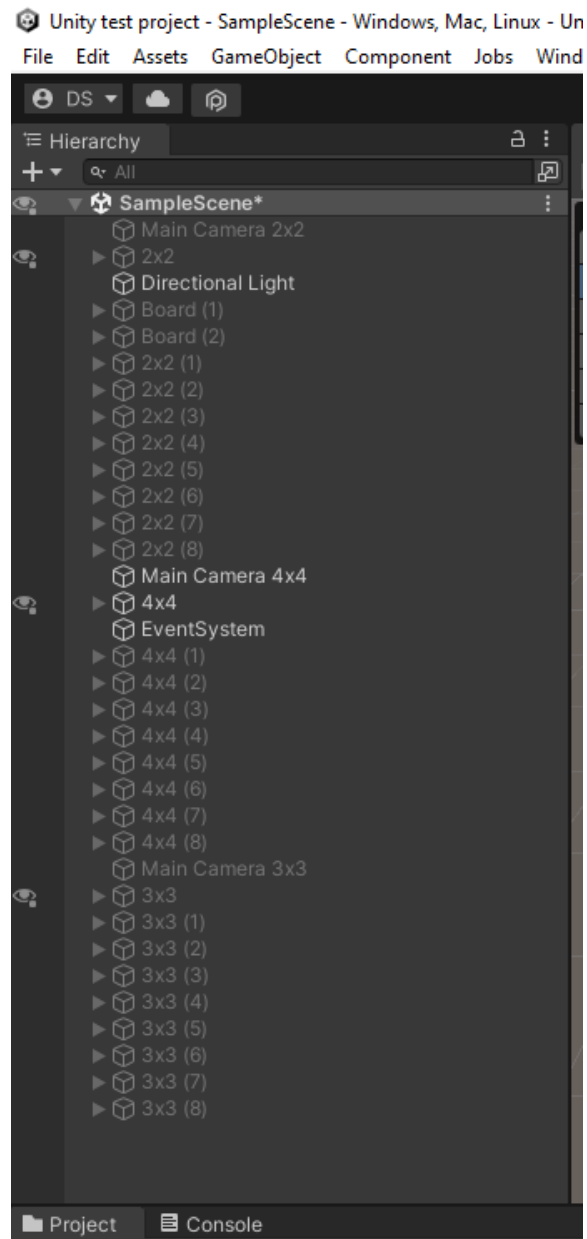 Unity test project - SampleScene - Windows, Mac, Linux - Un
File Edit Assets GameObject Component Jobs Wind
DS
Hierarchy
All
SampleScene*
Main Camera 2x2
2x2
Directional Light
Board (1)
Board (2)
2x2 (1)
2x2 (2)
2x2 (3)
2x2 (4)
2x2 (5)
2x2 (6)
2x2 (7)
2x2 (8)
Main Camera 4x4
4x4
EventSystem
4x4 (1)
4x4 (2)
4x4 (3)
4x4 (4)
4x4 (5)
4x4 (6)
4x4 (7)
4x4 (8)
Main Camera 3x3
3x3
3x3 (1)
3x3 (2)
3x3 (3)
3x3 (4)
3x3 (5)
3x3 (6)
3x3 (7)
3x3 (8)
Project Console